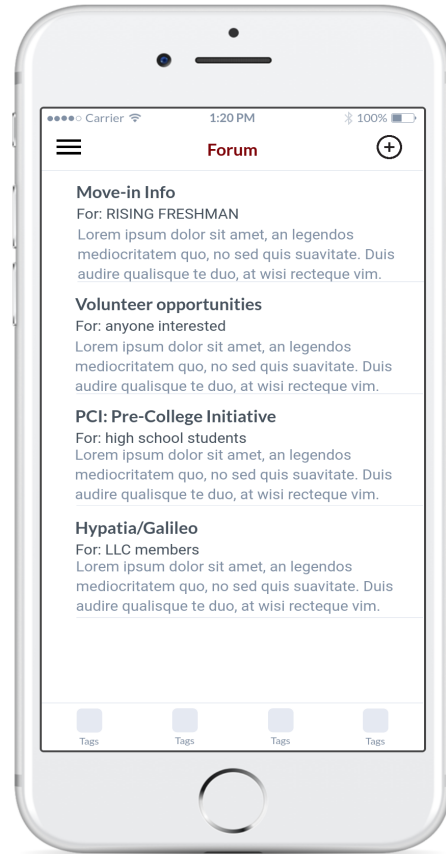 Carrier 1:20 PM 100%
Forum
Move-in Info
For: RISING FRESHMAN
Lorem ipsum dolor sit amet, an legendos
mediocritatem quo, no sed quis suavitate. Duis
audire qualisque te duo, at wisi recteque vim.
Volunteer opportunities
For: anyone interested
Lorem ipsum dolor sit amet, an legendos
mediocritatem quo, no sed quis suavitate. Duis
audire qualisque te duo, at wisi recteque vim.
PCI: Pre-College Initiative
For: high school students
Lorem ipsum dolor sit amet, an legendos
mediocritatem quo, no sed quis suavitate. Duis
audire qualisque te duo, at wisi recteque vim.
Hypatia/Galileo
For: LLC members
Lorem ipsum dolor sit amet, an legendos
mediocritatem quo, no sed quis suavitate. Duis
audire qualisque te duo, at wisi recteque vim.
Tags Tags Tags Tags